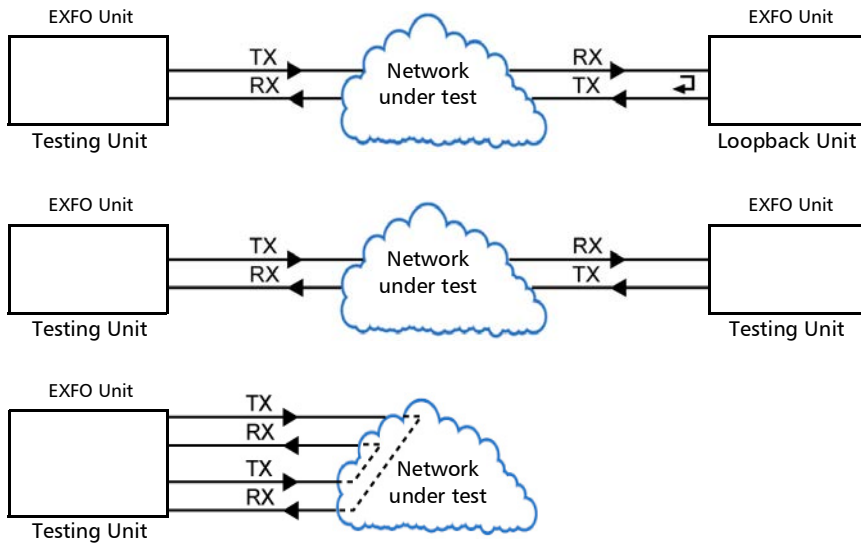 EXFO Unit
EXFO Unit
TX
RX
Network
under test
RX
TX
Testing Unit
Loopback Unit
EXFO Unit
EXFO Unit
TX
RX
Network
under test
RX
TX
Testing Unit
Testing Unit
EXFO Unit
TX
RX
TX
RX
Network
under test
Testing Unit